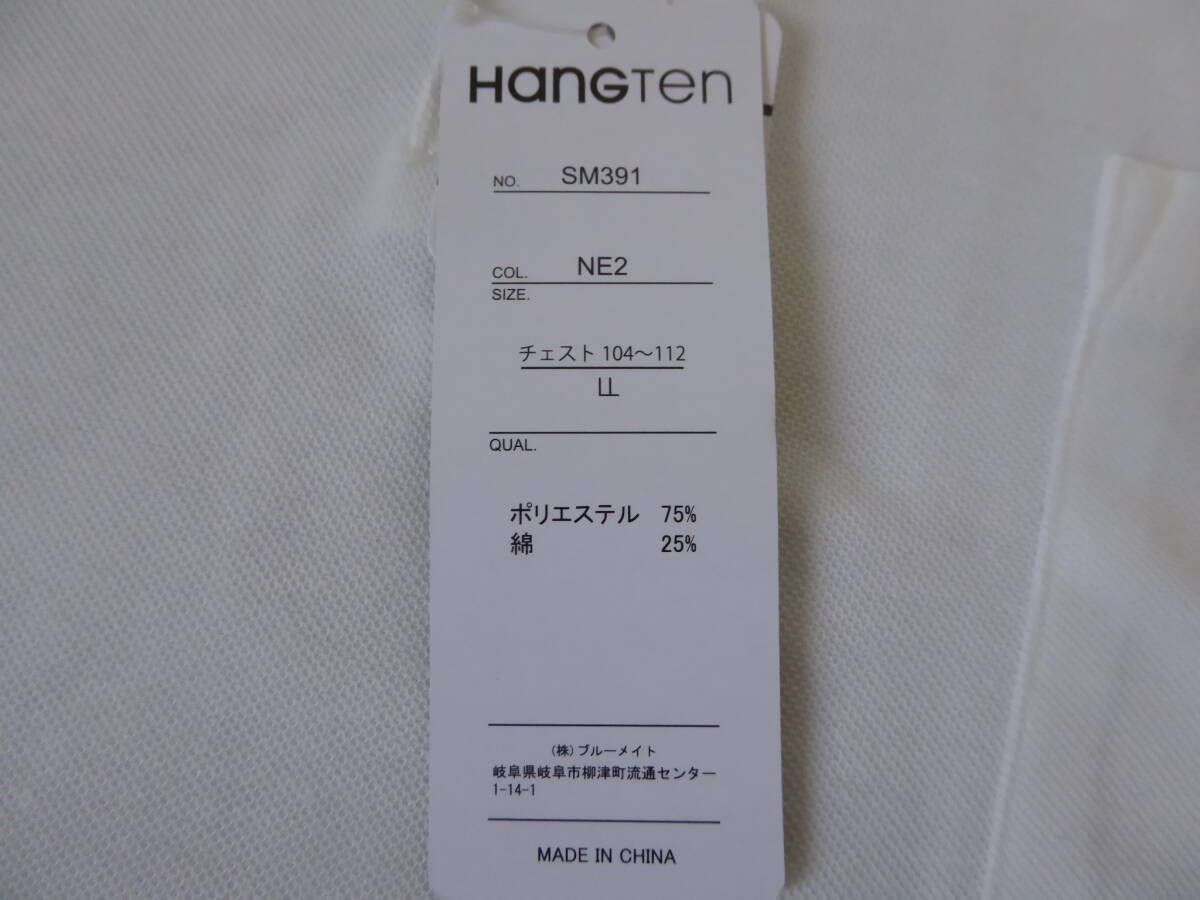 HANGTEN
NO. SM391
COL. NE2
SIZE.
チェスト 104～112
LL
QUAL.
ポリエステル 75%
綿 25%
(株)ブルーメイト
岐阜県岐阜市柳津町流通センター
1-14-1
MADE IN CHINA